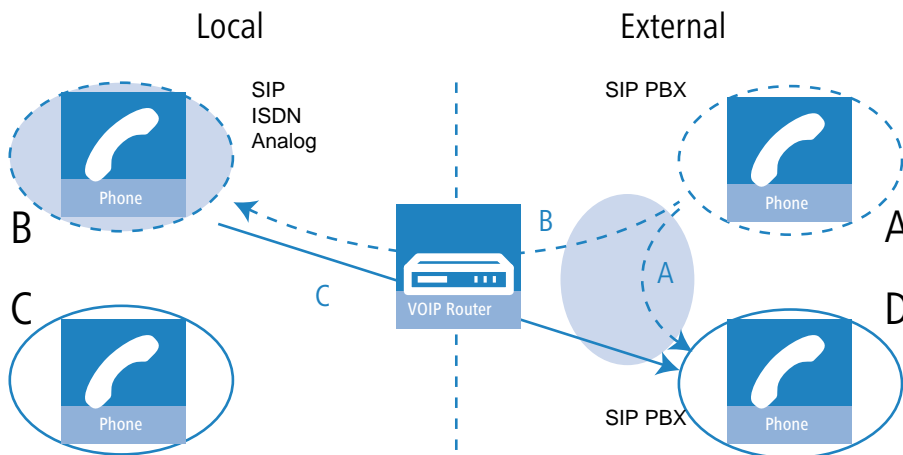 Local
External
SIP
ISDN
Analog
SIP PBX
Phone
Phone
B
A
B
A
C
VOIP Router
C
D
Phone
SIP PBX
Phone